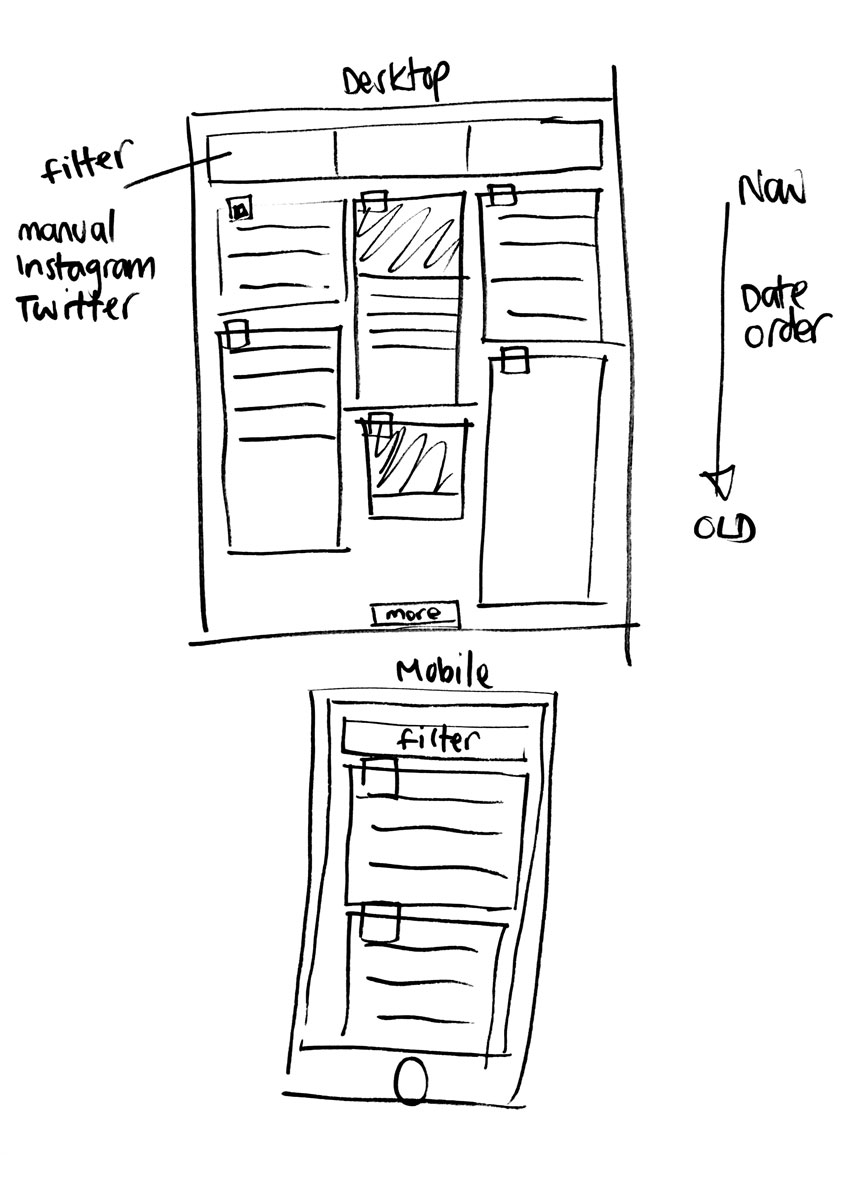 Desktop
filter
manual
Instagram
Twitter
Now
Date
order
OLD
more
Mobile
filter